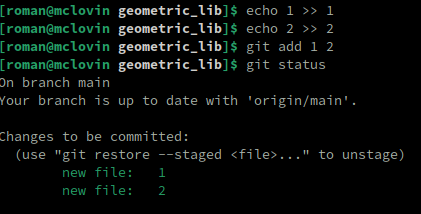 [roman@mclovin geometric_lib]$ echo 1 >> 1
[roman@mclovin geometric_lib]$ echo 2 >> 2
[roman@mclovin geometric_lib]$ git add 1 2
[roman@mclovin geometric_lib]$ git status
On branch main
Your branch is up to date with 'origin/main'.

Changes to be committed:
  (use "git restore --staged <file>..." to unstage)
        new file:   1
        new file:   2